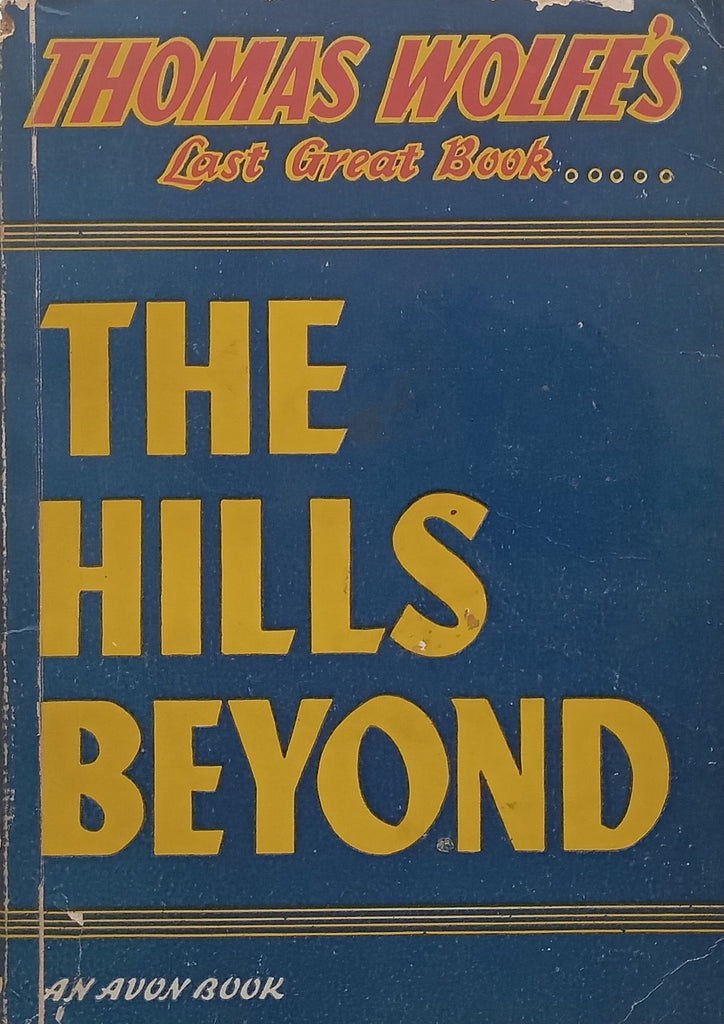 THOMAS WOLFE'S
Last Great Book .....
THE
HILLS
BEYOND
AN AVON BOOK